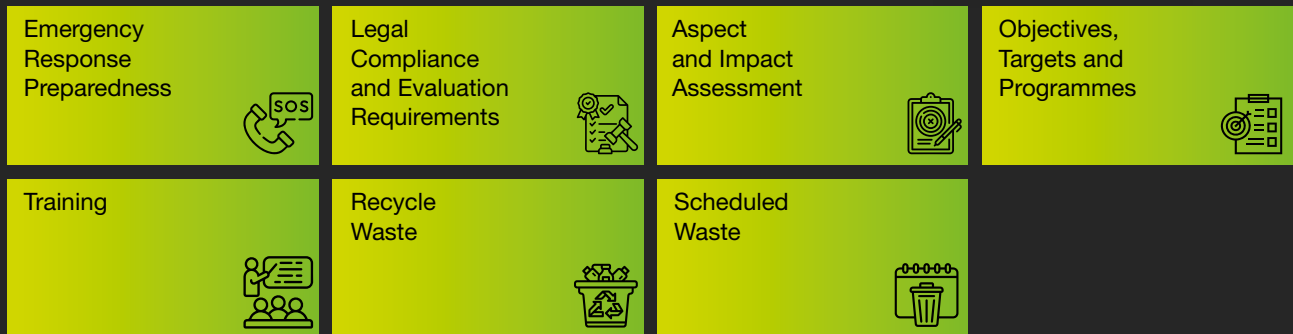 Emergency
Response
Preparedness
SOS
Legal
Compliance
and Evaluation
Requirements
Aspect
and Impact
Assessment
Objectives,
Targets and
Programmes
Training
Recycle
Waste
Scheduled
Waste